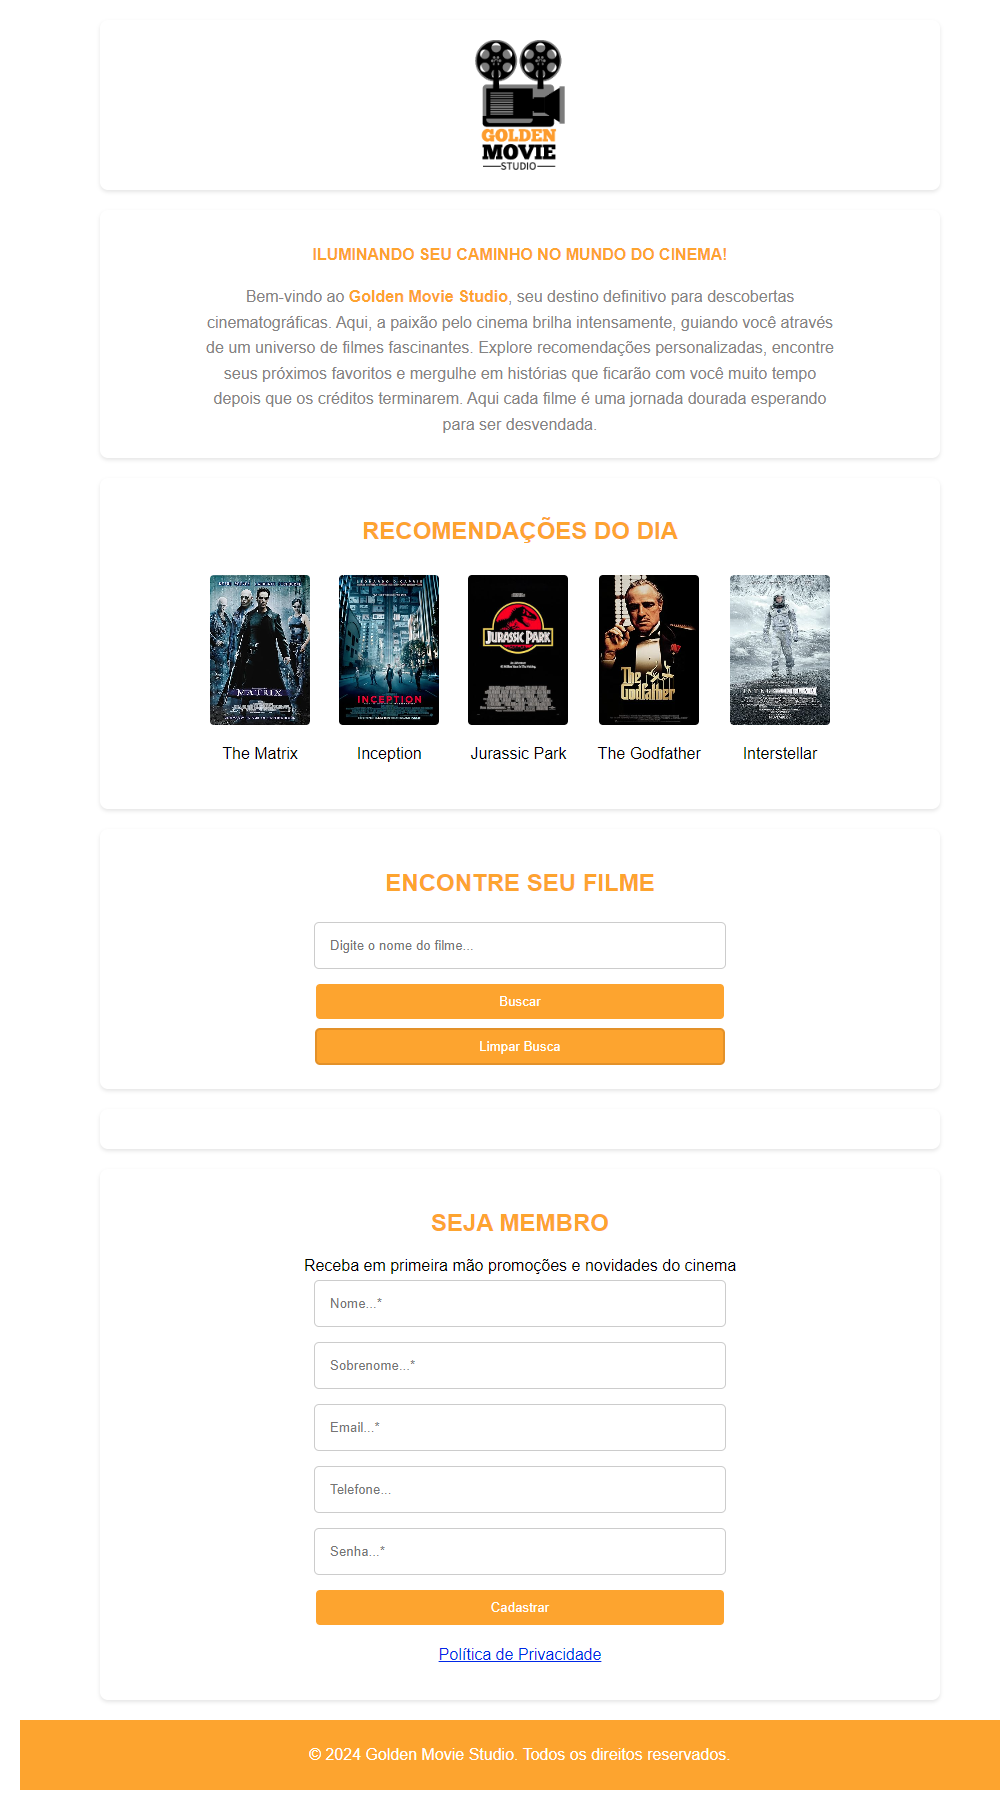 GOLDEN
MOVIE
STUDIO
ILUMINANDO SEU CAMINHO NO MUNDO DO CINEMA!
Bem-vindo ao Golden Movie Studio, seu destino definitivo para descobertas
cinematográficas. Aqui, a paixão pelo cinema brilha intensamente, guiando você através
de um universo de filmes fascinantes. Explore recomendações personalizadas, encontre
seus próximos favoritos e mergulhe em histórias que ficarão com você muito tempo
depois que os créditos terminarem. Aqui cada filme é uma jornada dourada esperando
para ser desvendada.
RECOMENDAÇÕES DO DIA
MATRIX
INCEPTION
JURASSIC PARK
The
Godfather
INTERSTELLAR
The Matrix
Inception
Jurassic Park
The Godfather
Interstellar
ENCONTRE SEU FILME
Digite o nome do filme...
Buscar
Limpar Busca
SEJA MEMBRO
Receba em primeira mão promoções e novidades do cinema
Nome...*
Sobrenome...*
Email...*
Telefone...
Senha...*
Cadastrar
Política de Privacidade
© 2024 Golden Movie Studio. Todos os direitos reservados.